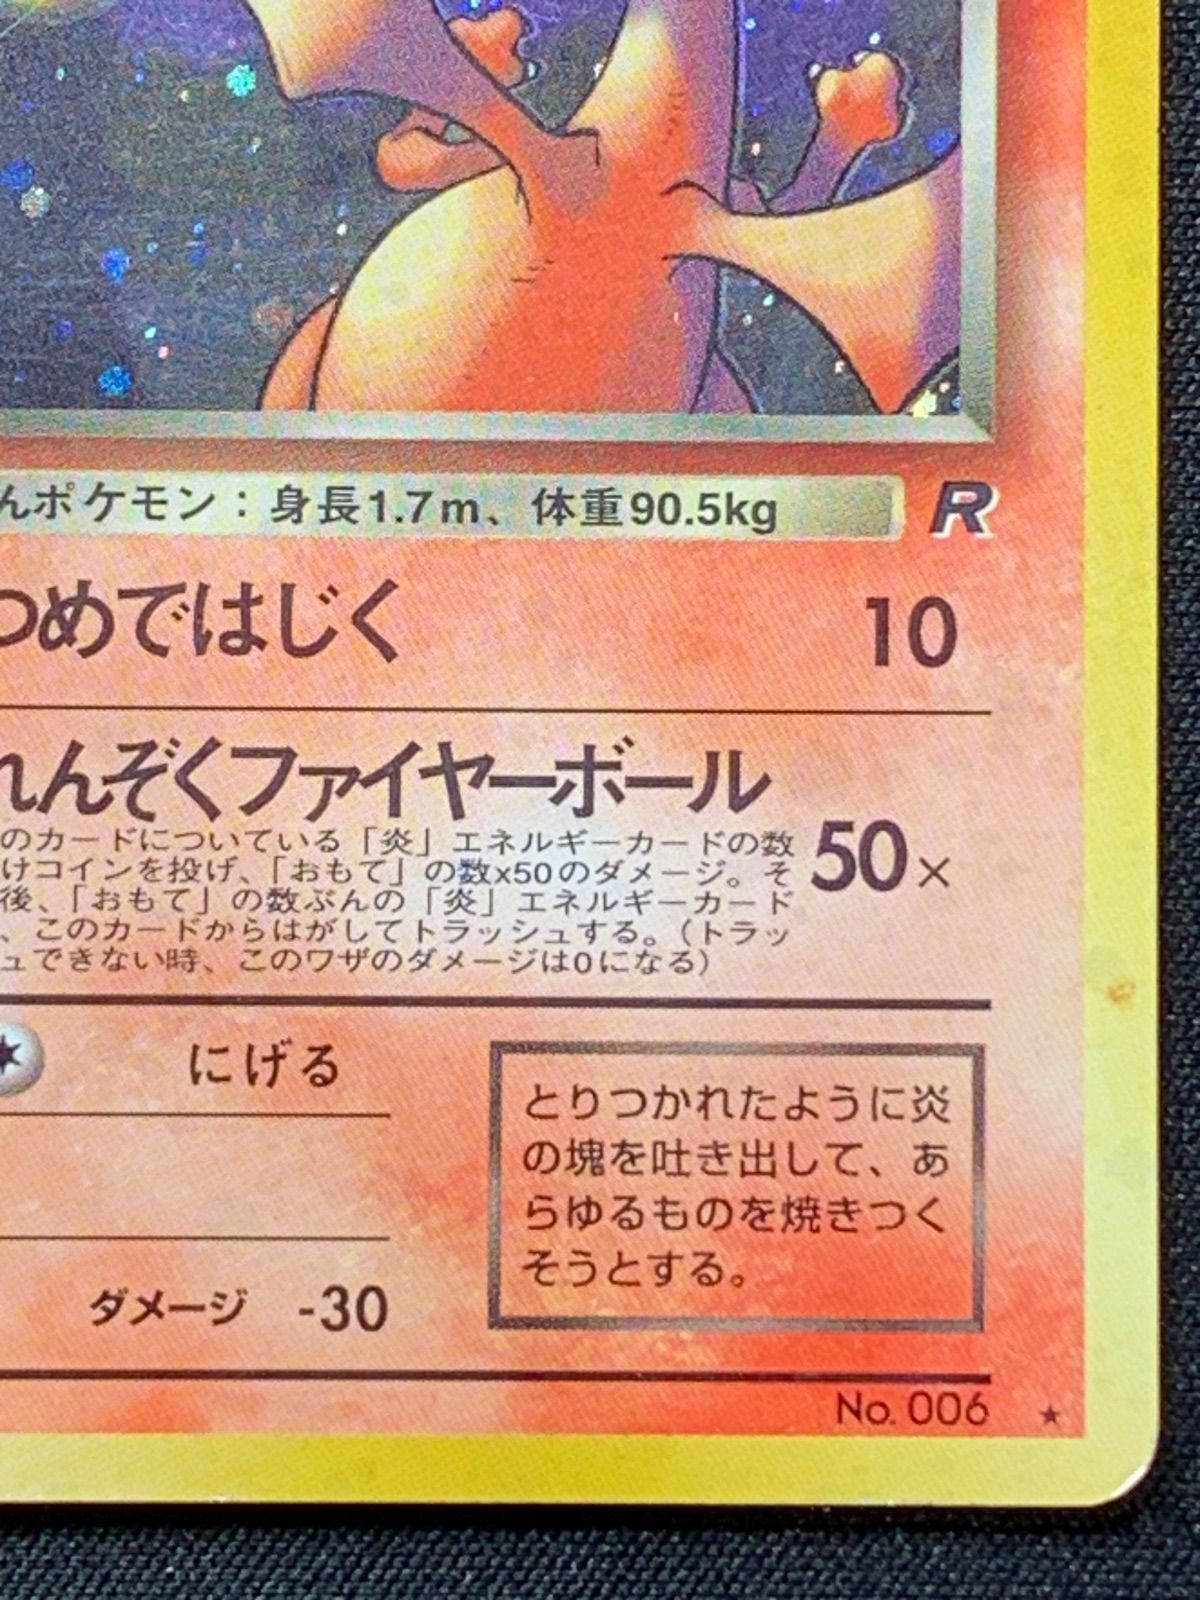 んポケモン：身長1.7m、体重90.5kg R
つめではじく 10
れんぞくファイヤーボール
のカードについている「炎」エネルギーカードの数
けコインを投げ、「おもて」の数x50のダメージ。そ
後、「おもて」の数ぶんの「炎」エネルギーカード
、このカードからはがしてトラッシュする。（トラッ
ュできない時、このワザのダメージは0になる）
50×
にげる
ダメージ -30
とりつかれたように炎
の塊を吐き出して、あ
らゆるものを焼きつく
そうとする。
No. 006 ★